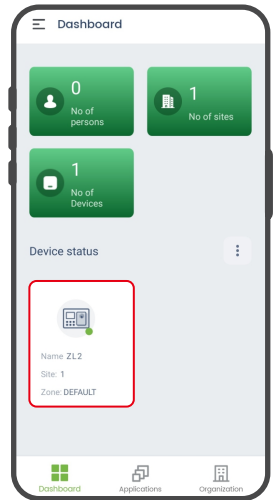 Dashboard
0
No of
persons
1
No of sites
1
No of
Devices
Device status
Name ZL2
Site: 1
Zone: DEFAULT
Dashboard
Applications
Organization